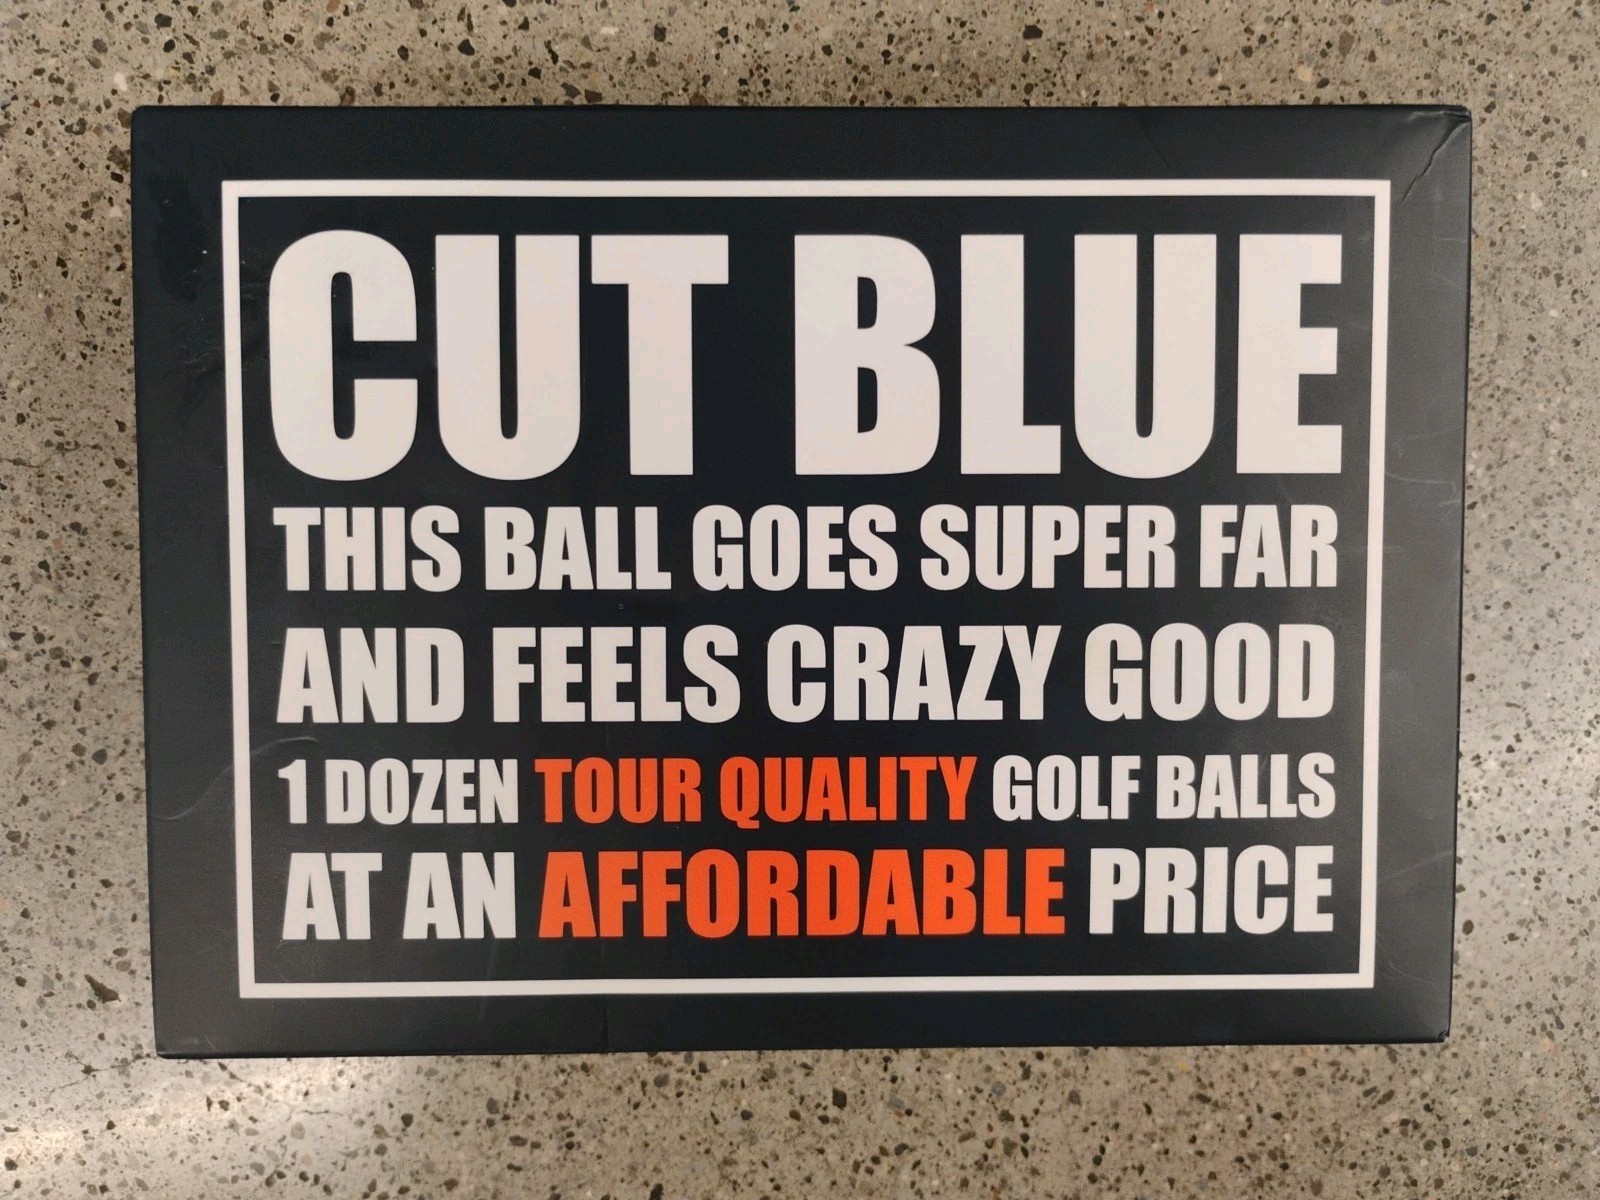 CUT BLUE
THIS BALL GOES SUPER FAR
AND FEELS CRAZY GOOD
1 DOZEN TOUR QUALITY GOLF BALLS
AT AN AFFORDABLE PRICE